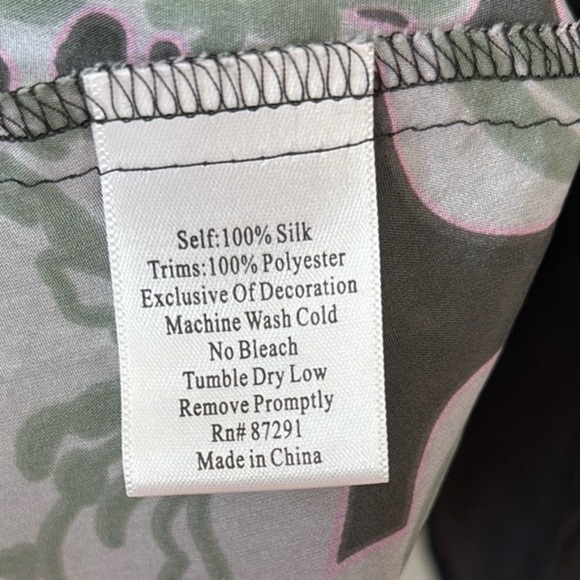 Self:100% Silk
Trims:100% Polyester
Exclusive Of Decoration
Machine Wash Cold
No Bleach
Tumble Dry Low
Remove Promptly
Rn# 87291
Made in China